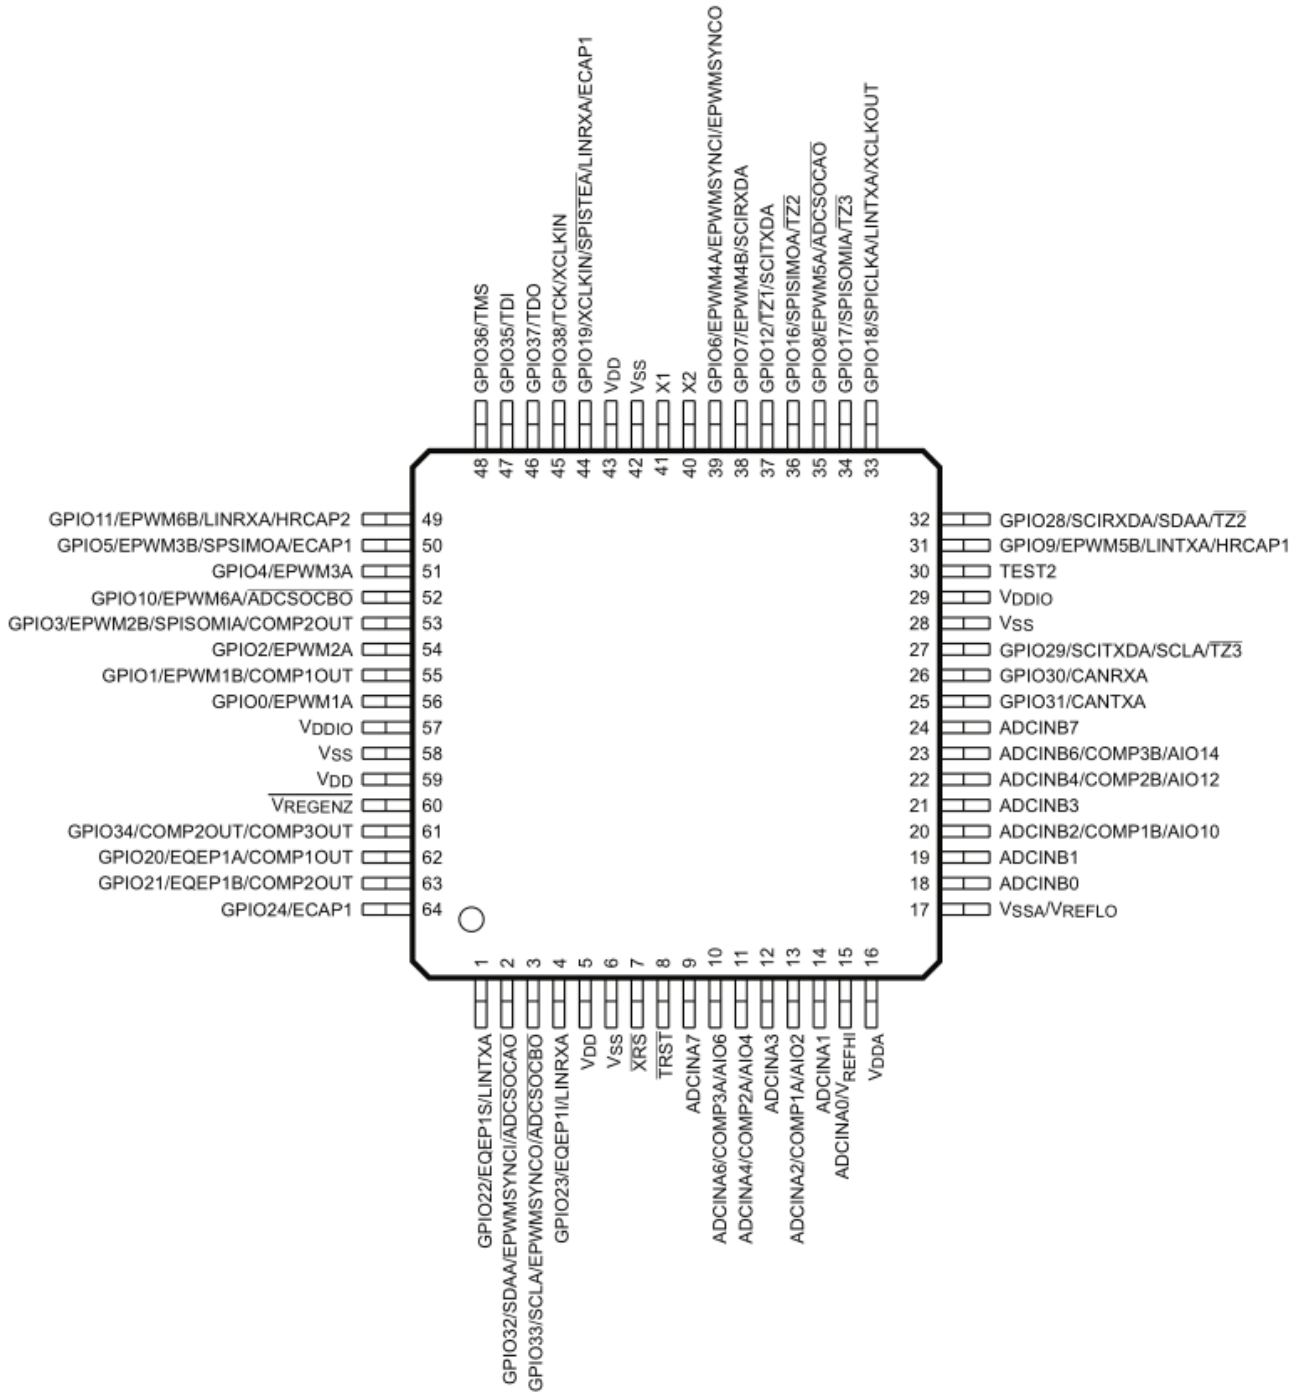 GPIO36/TMS
GPIO35/TDI
GPIO37/TDO
GPIO38/TCK/XCLKIN
GPIO19/XCLKIN/SPISTEA/LINRXA/ECAP1
VDD
VSS
X1
X2
GPIO6/EPWM4A/EPWMSYNCI/EPWMSYNCO
GPIO7/EPWM4B/SCIRXDA
GPIO12/TZ1/SCITXDA
GPIO16/SPISIMOA/TZ2
GPIO8/EPWM5A/ADCSOCAO
GPIO17/SPISOMIA/TZ3
GPIO18/SPICLKA/LINTXA/XCLKOUT
48
47
46
45
44
43
42
41
40
39
38
37
36
35
34
33
GPIO11/EPWM6B/LINRXA/HRCAP2 49
GPIO5/EPWM3B/SPSIMOA/ECAP1 50
GPIO4/EPWM3A 51
GPIO10/EPWM6A/ADCSOCBO 52
GPIO3/EPWM2B/SPISOMIA/COMP2OUT 53
GPIO2/EPWM2A 54
GPIO1/EPWM1B/COMP1OUT 55
GPIO0/EPWM1A 56
VDDIO 57
VSS 58
VDD 59
VREGENZ 60
GPIO34/COMP2OUT/COMP3OUT 61
GPIO20/EQEP1A/COMP1OUT 62
GPIO21/EQEP1B/COMP2OUT 63
GPIO24/ECAP1 64
32 GPIO28/SCIRXDA/SDAA/TZ2
31 GPIO9/EPWM5B/LINTXA/HRCAP1
30 TEST2
29 VDDIO
28 VSS
27 GPIO29/SCITXDA/SCLA/TZ3
26 GPIO30/CANRXA
25 GPIO31/CANTXA
24 ADCINB7
23 ADCINB6/COMP3B/AIO14
22 ADCINB4/COMP2B/AIO12
21 ADCINB3
20 ADCINB2/COMP1B/AIO10
19 ADCINB1
18 ADCINB0
17 VSSA/VREFLO
1
2
3
4
5
6
7
8
9
10
11
12
13
14
15
16
GPIO22/EQEP1S/LINTXA
GPIO32/SDAA/EPWMSYNCI/ADCSOCAO
GPIO33/SCLA/EPWMSYNCO/ADCSOCBO
GPIO23/EQEP1I/LINRXA
VDD
VSS
XRS
TRST
ADCINA7
ADCINA6/COMP3A/AIO6
ADCINA4/COMP2A/AIO4
ADCINA3
ADCINA2/COMP1A/AIO2
ADCINA1
ADCINA0/VREFHI
VDDA